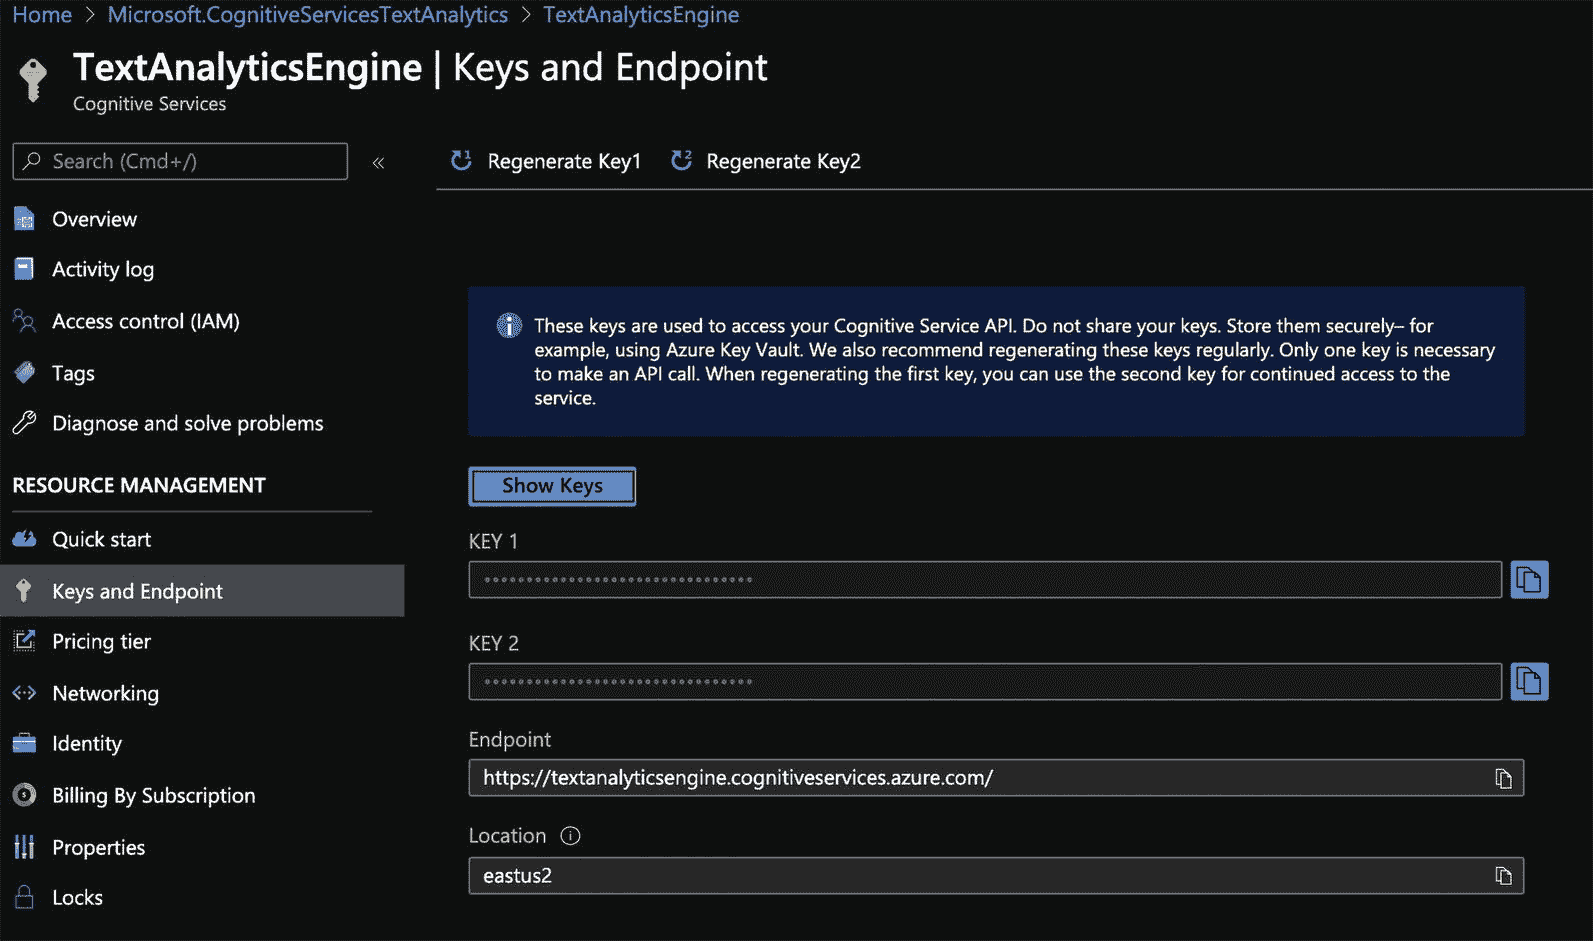 Home > Microsoft.CognitiveServicesTextAnalytics > TextAnalyticsEngine
TextAnalyticsEngine | Keys and Endpoint
Cognitive Services
Search (Cmd+/)
«
Overview
Activity log
Access control (IAM)
Tags
Diagnose and solve problems
RESOURCE MANAGEMENT
Quick start
Keys and Endpoint
Pricing tier
Networking
Identity
Billing By Subscription
Properties
Locks
Regenerate Key1
Regenerate Key2
These keys are used to access your Cognitive Service API. Do not share your keys. Store them securely– for
example, using Azure Key Vault. We also recommend regenerating these keys regularly. Only one key is necessary
to make an API call. When regenerating the first key, you can use the second key for continued access to the
service.
Show Keys
KEY 1
••••••••••••••••••••••••••••••••
KEY 2
••••••••••••••••••••••••••••••••
Endpoint
https://textanalyticsengine.cognitiveservices.azure.com/
Location
eastus2